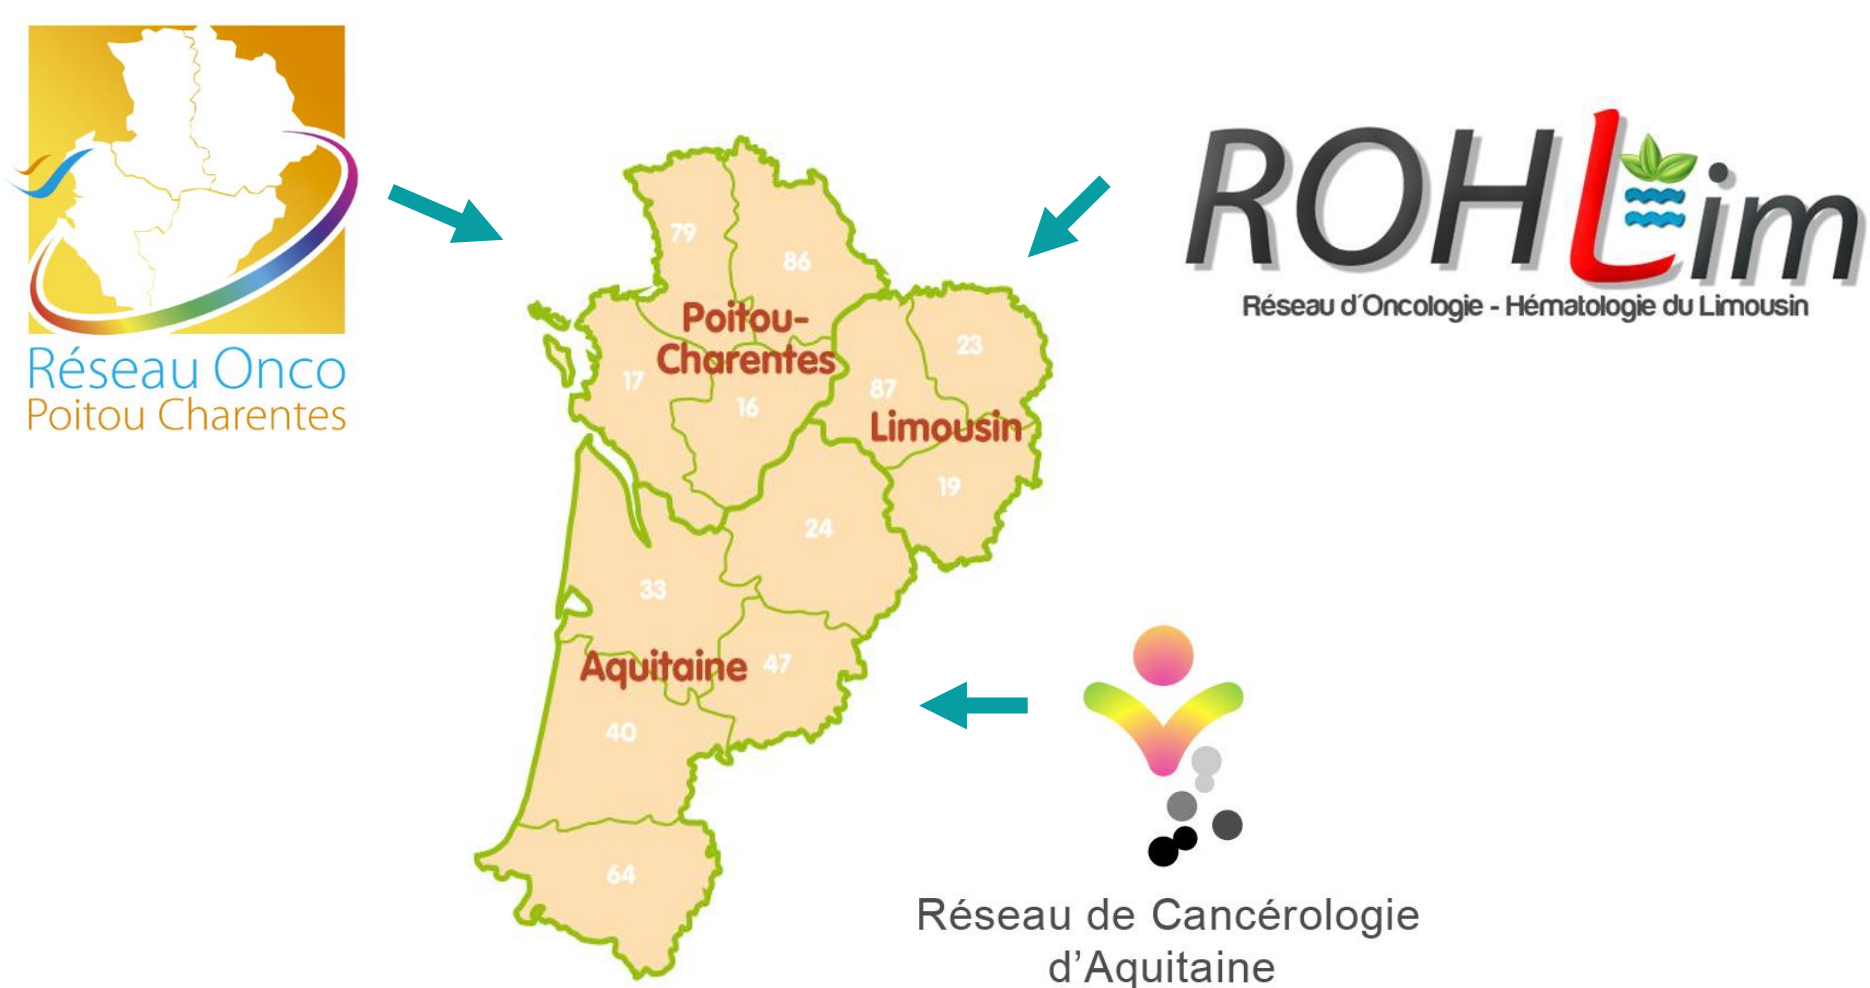 Réseau Onco
Poitou Charentes
ROHLim
Réseau d'Oncologie - Hématologie du Limousin
79
86
Poitou-
Charentes
17
16
23
87
Limousin
19
24
33
Aquitaine
47
40
64
Réseau de Cancérologie
d'Aquitaine